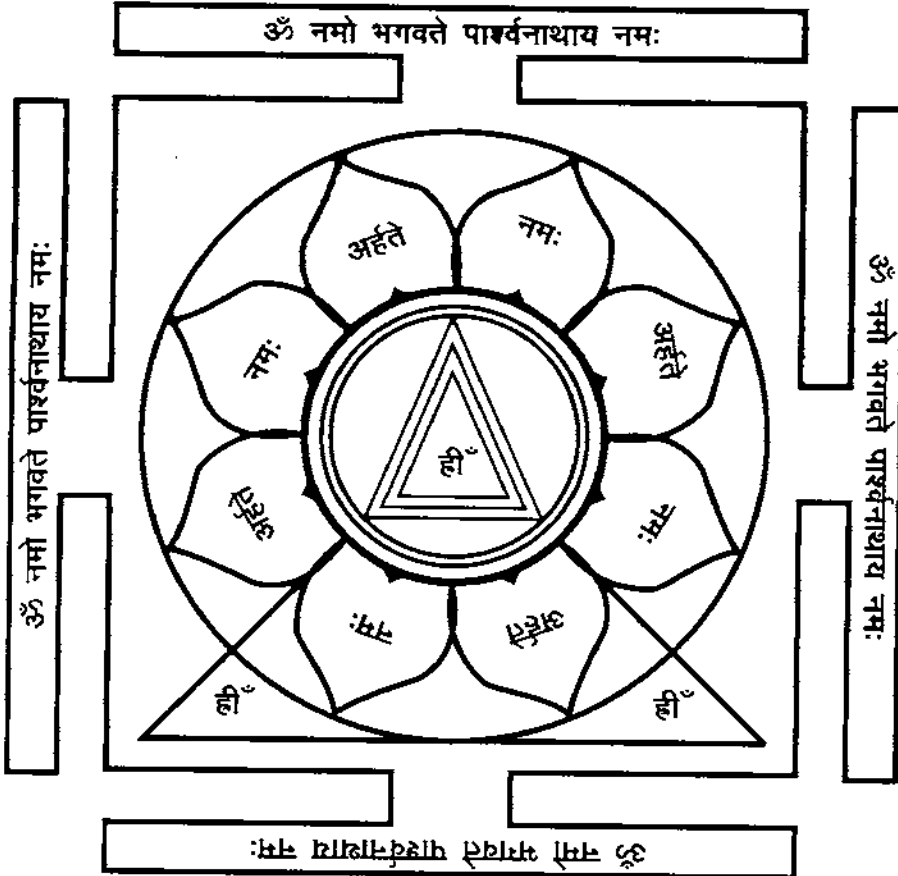 ॐ नमो भगवते पार्श्वनाथाय नमः
ॐ नमो भगवते पार्श्वनाथाय नमः
ॐ नमो भगवते पार्श्वनाथाय नमः
ॐ नमो भगवते पार्श्वनाथाय नमः
नमः
अर्हते
नमः
अर्हते
नमः
अर्हते
नमः
अर्हते
ह्रीँ
ह्रीँ
ह्रीँ